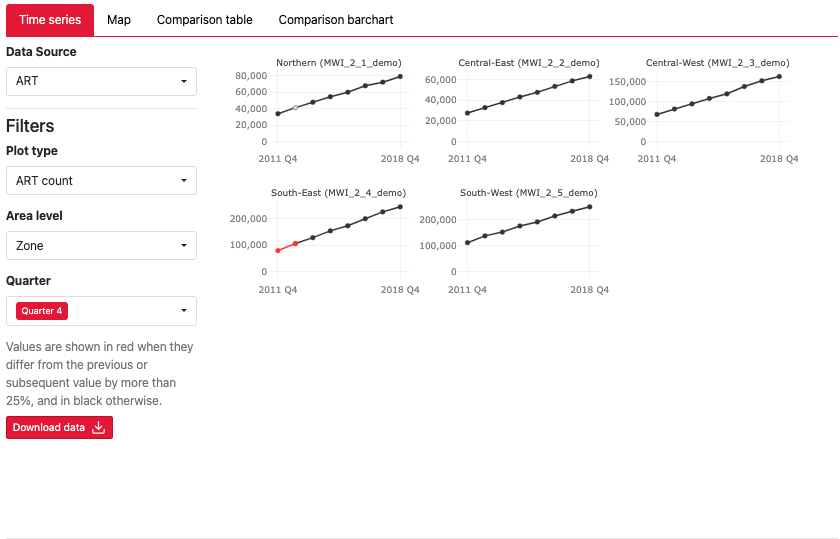 Time series Map Comparison table Comparison barchart
Data Source
ART
Filters
Plot type
ART count
Area level
Zone
Quarter
Quarter 4
Values are shown in red when they
differ from the previous or
subsequent value by more than
25%, and in black otherwise.
Download data
Northern (MWI_2_1_demo)
80,000
60,000
40,000
20,000
0
2011 Q4 2018 Q4
Central-East (MWI_2_2_demo)
60,000
40,000
20,000
0
2011 Q4 2018 Q4
Central-West (MWI_2_3_demo)
150,000
100,000
50,000
0
2011 Q4 2018 Q4
South-East (MWI_2_4_demo)
200,000
100,000
0
2011 Q4 2018 Q4
South-West (MWI_2_5_demo)
200,000
100,000
0
2011 Q4 2018 Q4